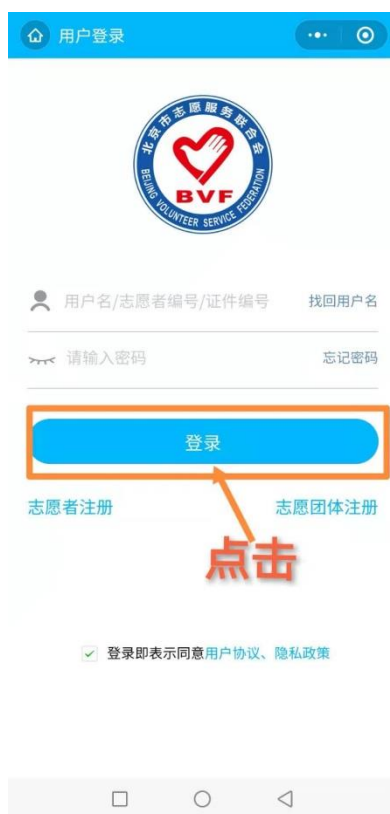 用户登录
北京市志愿服务联合会
BVF
BEIJING VOLUNTEER SERVICE FEDERATION
用户名/志愿者编号/证件编号 找回用户名
请输入密码 忘记密码
登录
志愿者注册 志愿团体注册
点击
登录即表示同意用户协议、隐私政策